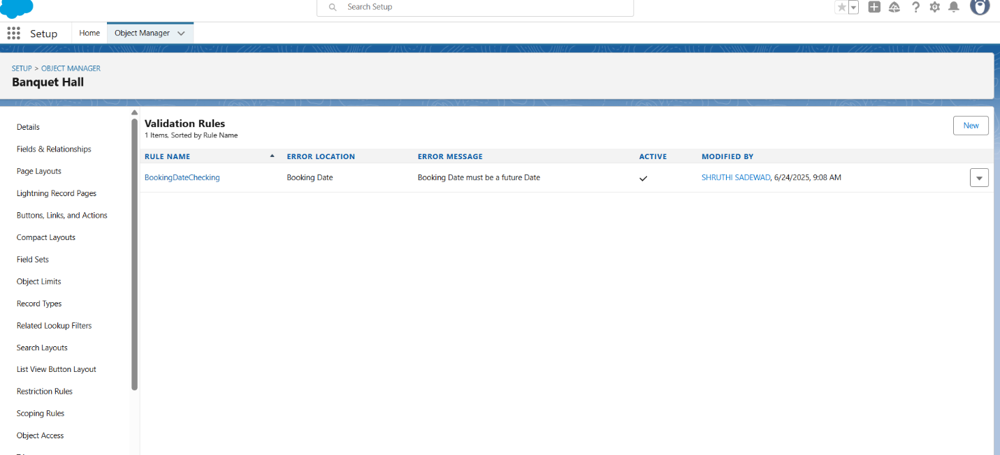 Search Setup
Setup
Home
Object Manager
SETUP > OBJECT MANAGER
Banquet Hall
Details
Fields & Relationships
Page Layouts
Lightning Record Pages
Buttons, Links, and Actions
Compact Layouts
Field Sets
Object Limits
Record Types
Related Lookup Filters
Search Layouts
List View Button Layout
Restriction Rules
Scoping Rules
Object Access
Validation Rules
1 Items, Sorted by Rule Name
New
RULE NAME ERROR LOCATION ERROR MESSAGE ACTIVE MODIFIED BY
BookingDateChecking Booking Date Booking Date must be a future Date SHRUTHI SADEWAD, 6/24/2025, 9:08 AM